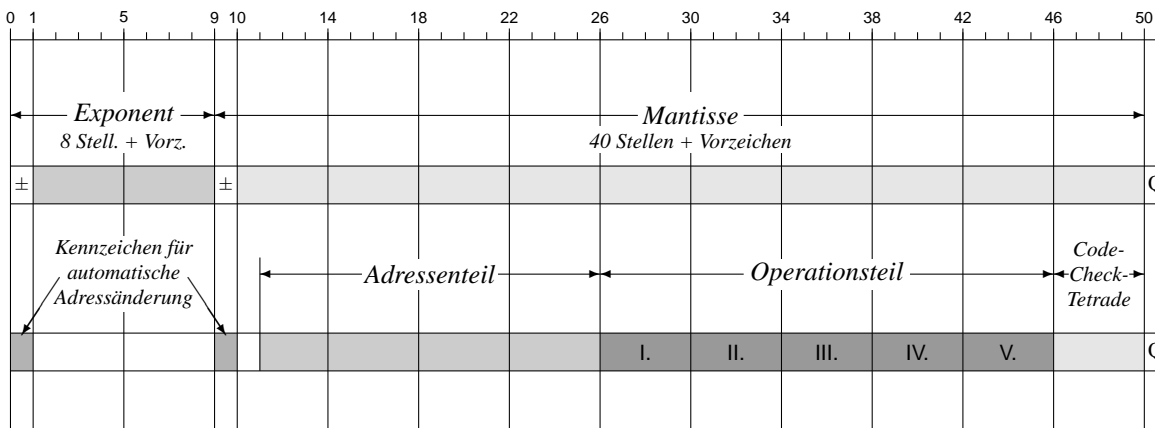 0 1 5 9 10 14 18 22 26 30 34 38 42 46 50
Exponent
8 Stell. + Vorz.
Mantisse
40 Stellen + Vorzeichen
± ±
Kennzeichen für
automatische
Adressänderung
Adressenteil
Operationsteil
Code-
Check-
Tetrade
I. II. III. IV. V.